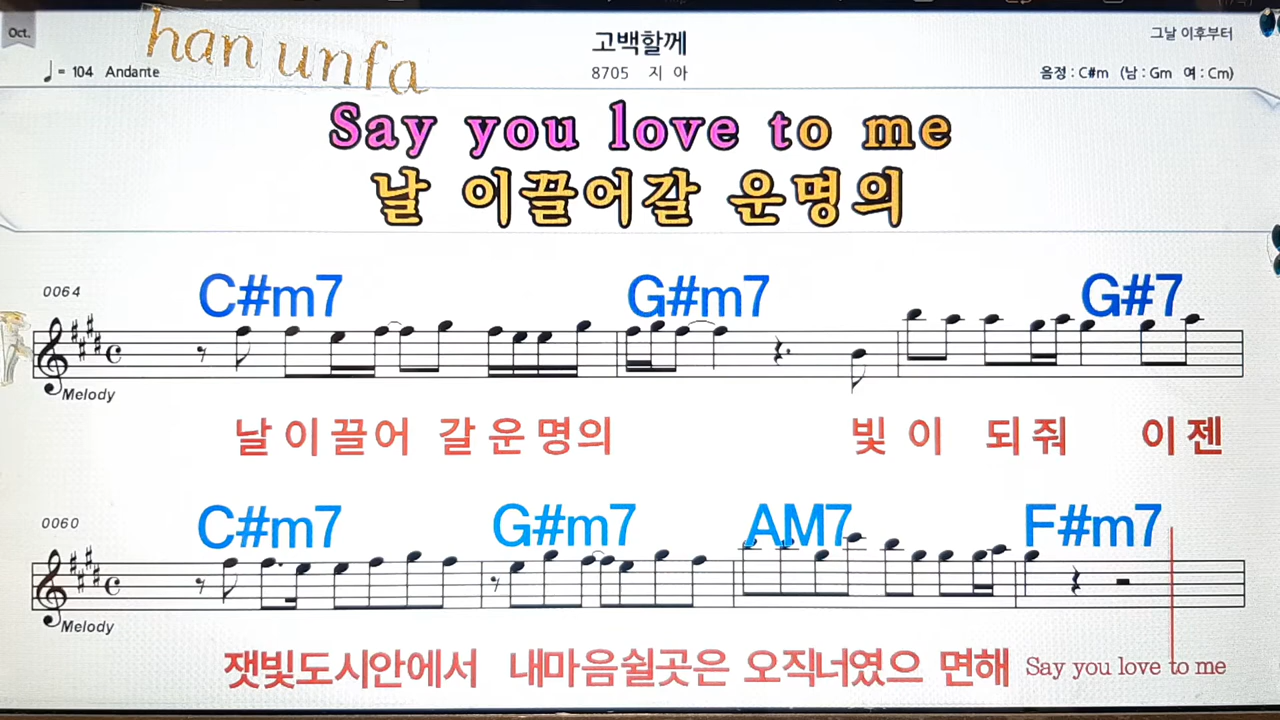 Oct.
han unfa
고백할께
그날 이후부터
♩= 104 Andante
8705 지 아
음정 : C#m (남 : Gm 여 : Cm)
Say you love to me
날 이끌어갈 운명의
C#m7 G#m7 G#7
0064
Melody
날 이 끌 어 갈 운 명 의 빛 이 되 줘 이 젠
C#m7 G#m7 AM7 F#m7
0060
Melody
잿빛도시안에서 내마음쉴곳은 오직너였으 면해 Say you love to me